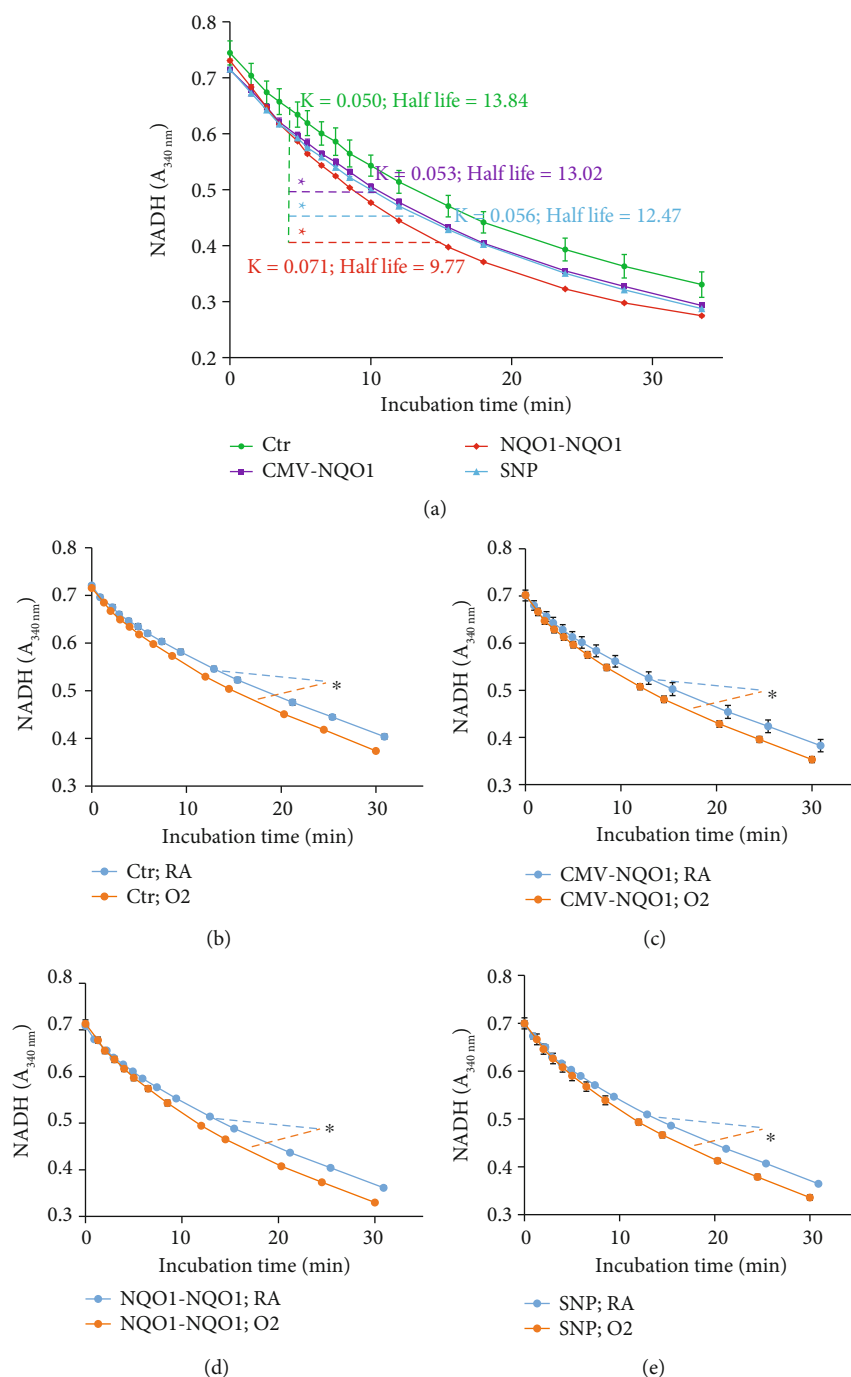 0.8
0.7
0.6
0.5
0.4
0.3
0.2
NADH (A340 nm)
K = 0.050; Half life = 13.84
K = 0.053; Half life = 13.02
*
K = 0.056; Half life = 12.47
*
*
K = 0.071; Half life = 9.77
0 10 20 30
Incubation time (min)
Ctr NQO1-NQO1
CMV-NQO1 SNP
(a)
0.8
0.7
0.6
0.5
0.4
0.3
NADH (A340 nm)
*
0 10 20 30
Incubation time (min)
Ctr; RA
Ctr; O2
(b)
0.8
0.7
0.6
0.5
0.4
0.3
NADH (A340 nm)
*
0 10 20 30
Incubation time (min)
CMV-NQO1; RA
CMV-NQO1; O2
(c)
0.8
0.7
0.6
0.5
0.4
0.3
NADH (A340 nm)
*
0 10 20 30
Incubation time (min)
NQO1-NQO1; RA
NQO1-NQO1; O2
(d)
0.8
0.7
0.6
0.5
0.4
0.3
NADH (A340 nm)
*
0 10 20 30
Incubation time (min)
SNP; RA
SNP; O2
(e)